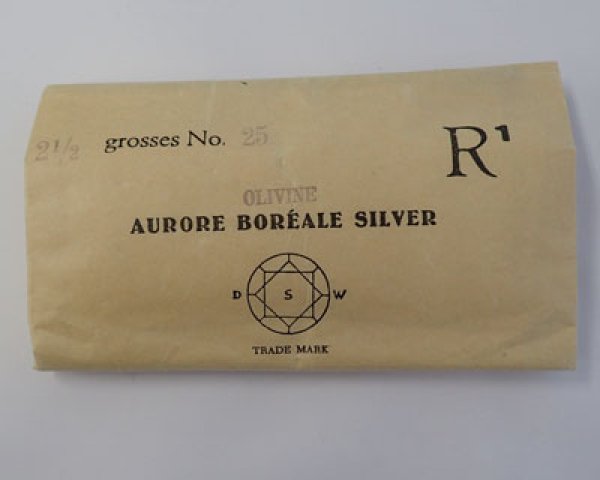 2½ grosses No. 25
R¹
OLIVINE
AURORE BORÉALE SILVER
D S W
TRADE MARK